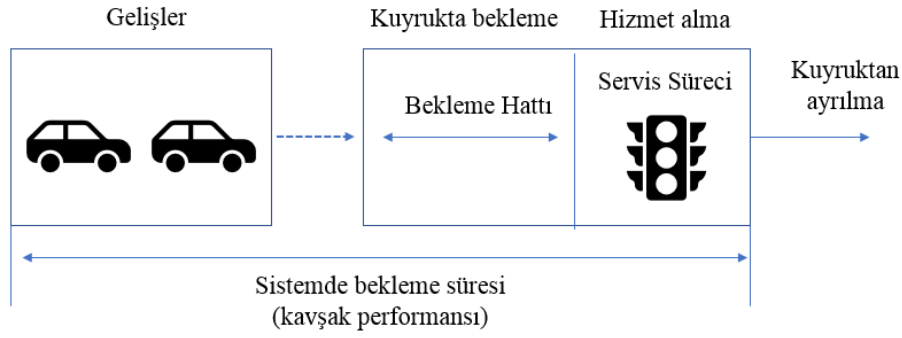 Gelişler
Kuyrukta bekleme
Hizmet alma
Servis Süreci
Bekleme Hattı
Kuyruktan
ayrılma
Sistemde bekleme süresi
(kavşak performansı)